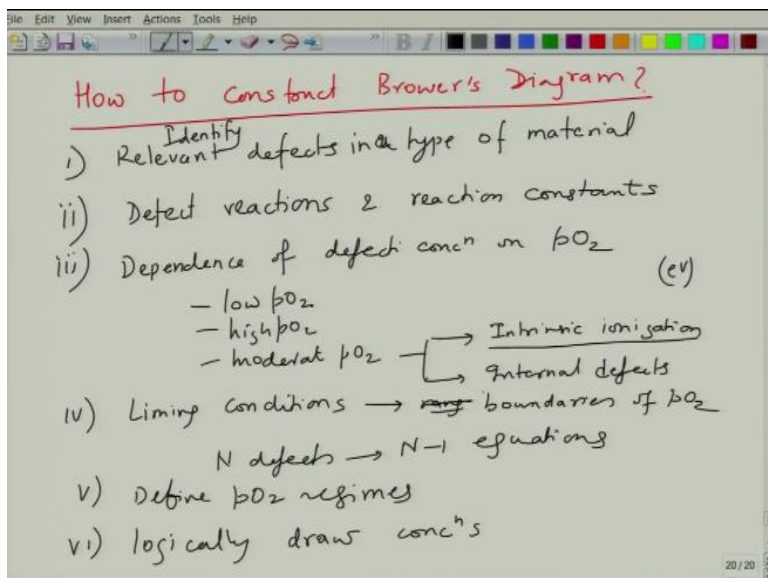 File Edit View Insert Actions Tools Help
B I
How to construct Brower's Diagram?
Identify
i) Relevant defects in a type of material
ii) Defect reactions & reaction constants
iii) Dependence of defect concn on pO2
(ev)
- low pO2
- high pO2
- moderat pO2 → Intrinsic ionisation
→ Internal defects
iv) Liming conditions → boundaries of pO2
N defects → N-1 equations
v) Define pO2 regimes
vi) logically draw concn's
20/20